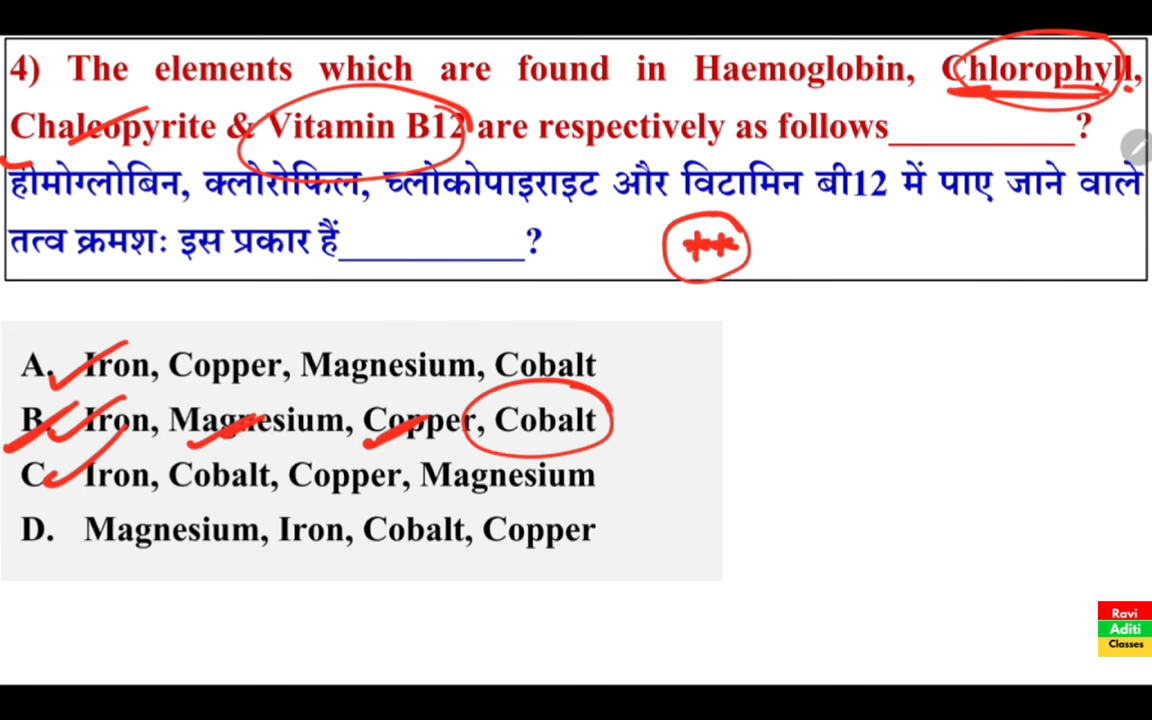 4) The elements which are found in Haemoglobin, Chlorophyll,
Chalcopyrite & Vitamin B12 are respectively as follows__________?
हीमोग्लोबिन, क्लोरोफिल, च्लोकोपाइराइट और विटामिन बी12 में पाए जाने वाले
तत्व क्रमशः इस प्रकार हैं__________?
**
A. Iron, Copper, Magnesium, Cobalt
B. Iron, Magnesium, Copper, Cobalt
C. Iron, Cobalt, Copper, Magnesium
D. Magnesium, Iron, Cobalt, Copper
Ravi
Aditi
Classes